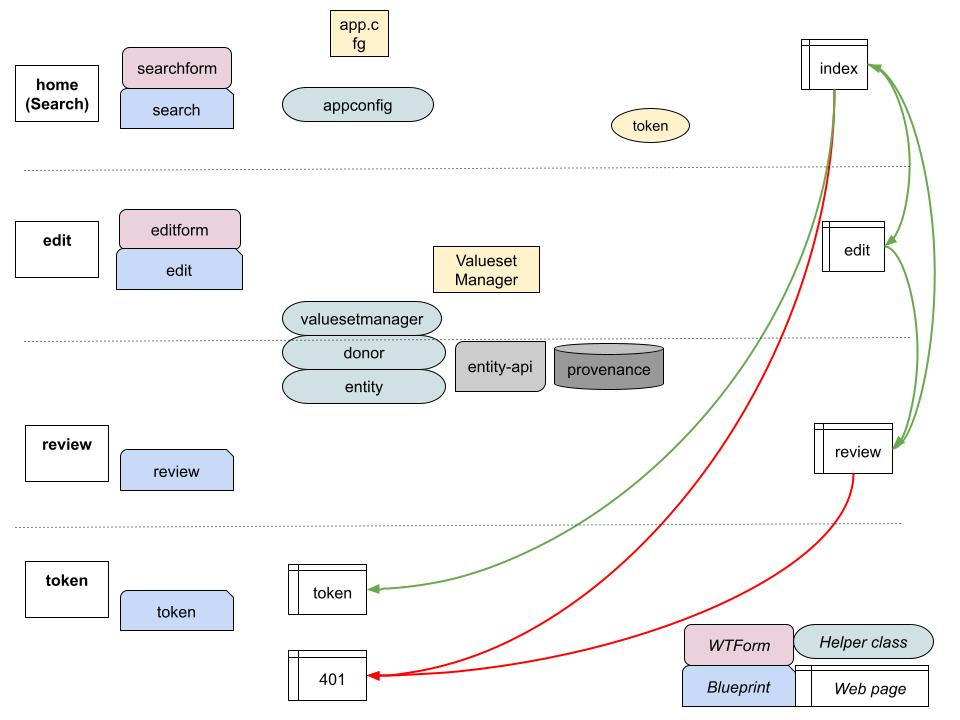 app.c
fg
home
(Search)
searchform
search
appconfig
token
index
edit
editform
edit
Valueset
Manager
edit
valuesetmanager
donor
entity
entity-api
provenance
review
review
review
token
token
token
401
WTForm
Helper class
Blueprint
Web page